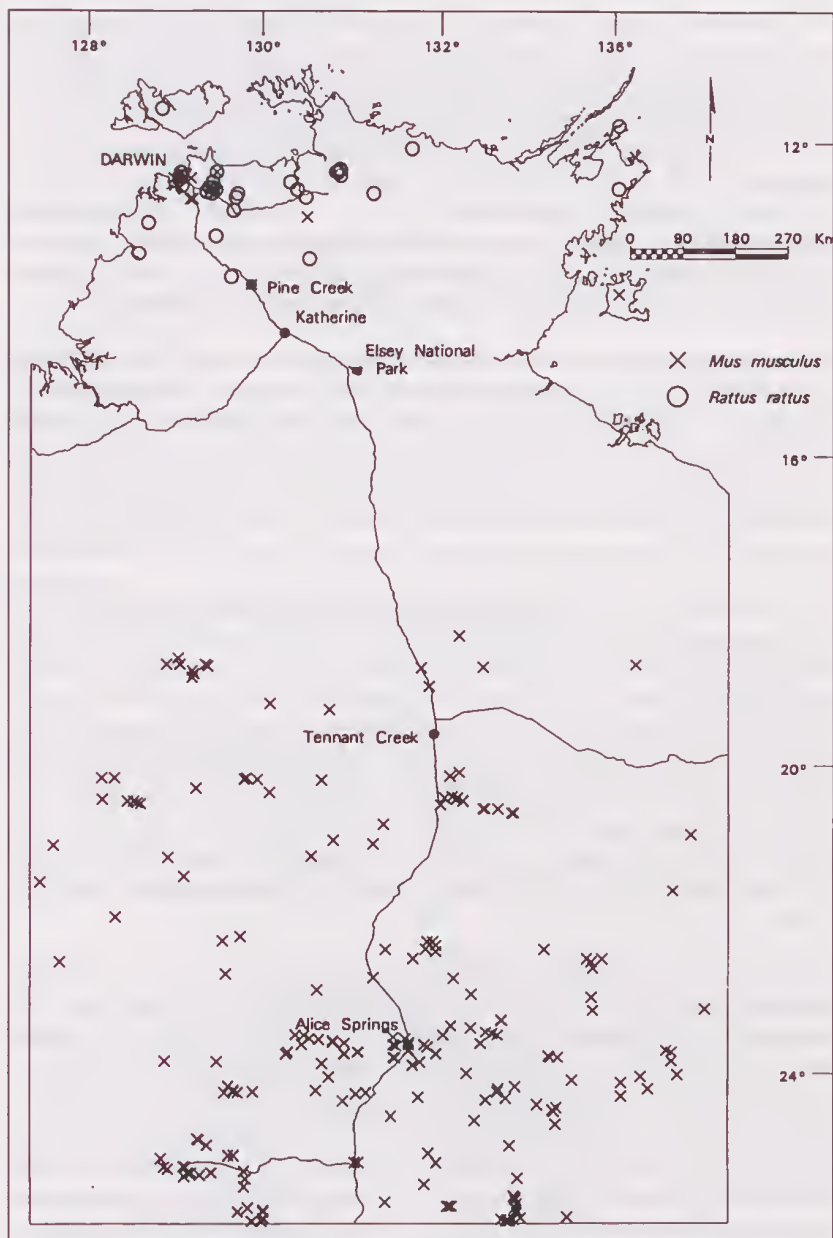 128° 130° 132° 136°
12°
DARWIN
N
0 90 180 270 Km
Pine Creek
Katherine
Elsey National
Park
Mus musculus
Rattus rattus
16°
Tennant Creek
20°
Alice Springs
24°